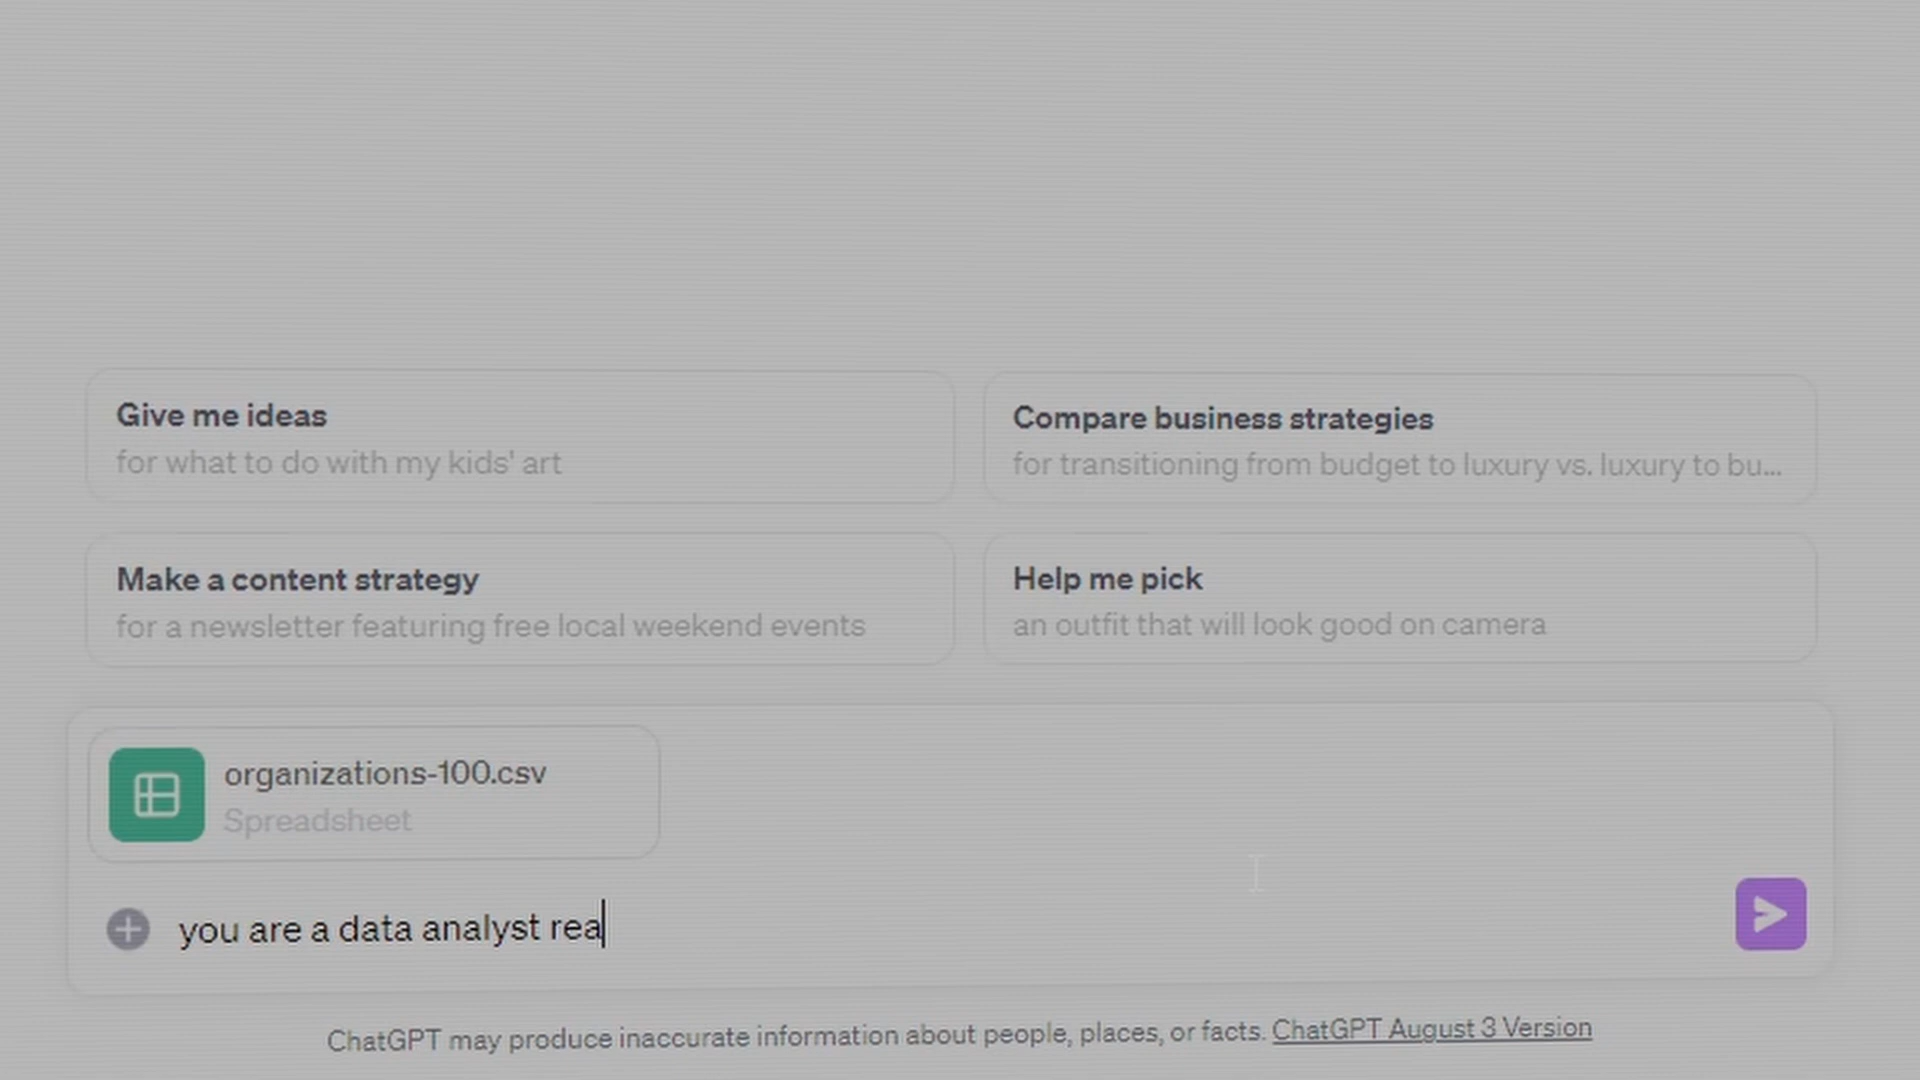 Give me ideas
for what to do with my kids' art
Compare business strategies
for transitioning from budget to luxury vs. luxury to bu...
Make a content strategy
for a newsletter featuring free local weekend events
Help me pick
an outfit that will look good on camera
organizations-100.csv
Spreadsheet
you are a data analyst rea
ChatGPT may produce inaccurate information about people, places, or facts. ChatGPT August 3 Version